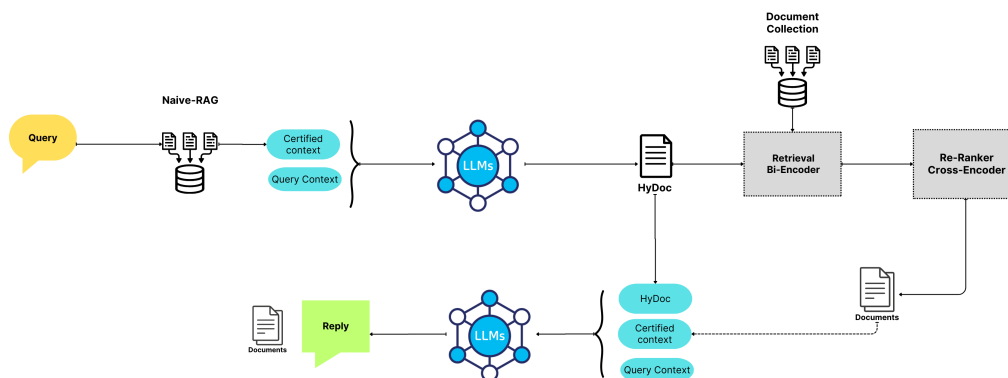 Document
Collection
Naive-RAG
Query
Certified
context
Query Context
LLMs
HyDoc
Retrieval
Bi-Encoder
Re-Ranker
Cross-Encoder
HyDoc
Certified
context
Query Context
LLMs
Reply
Documents
Documents